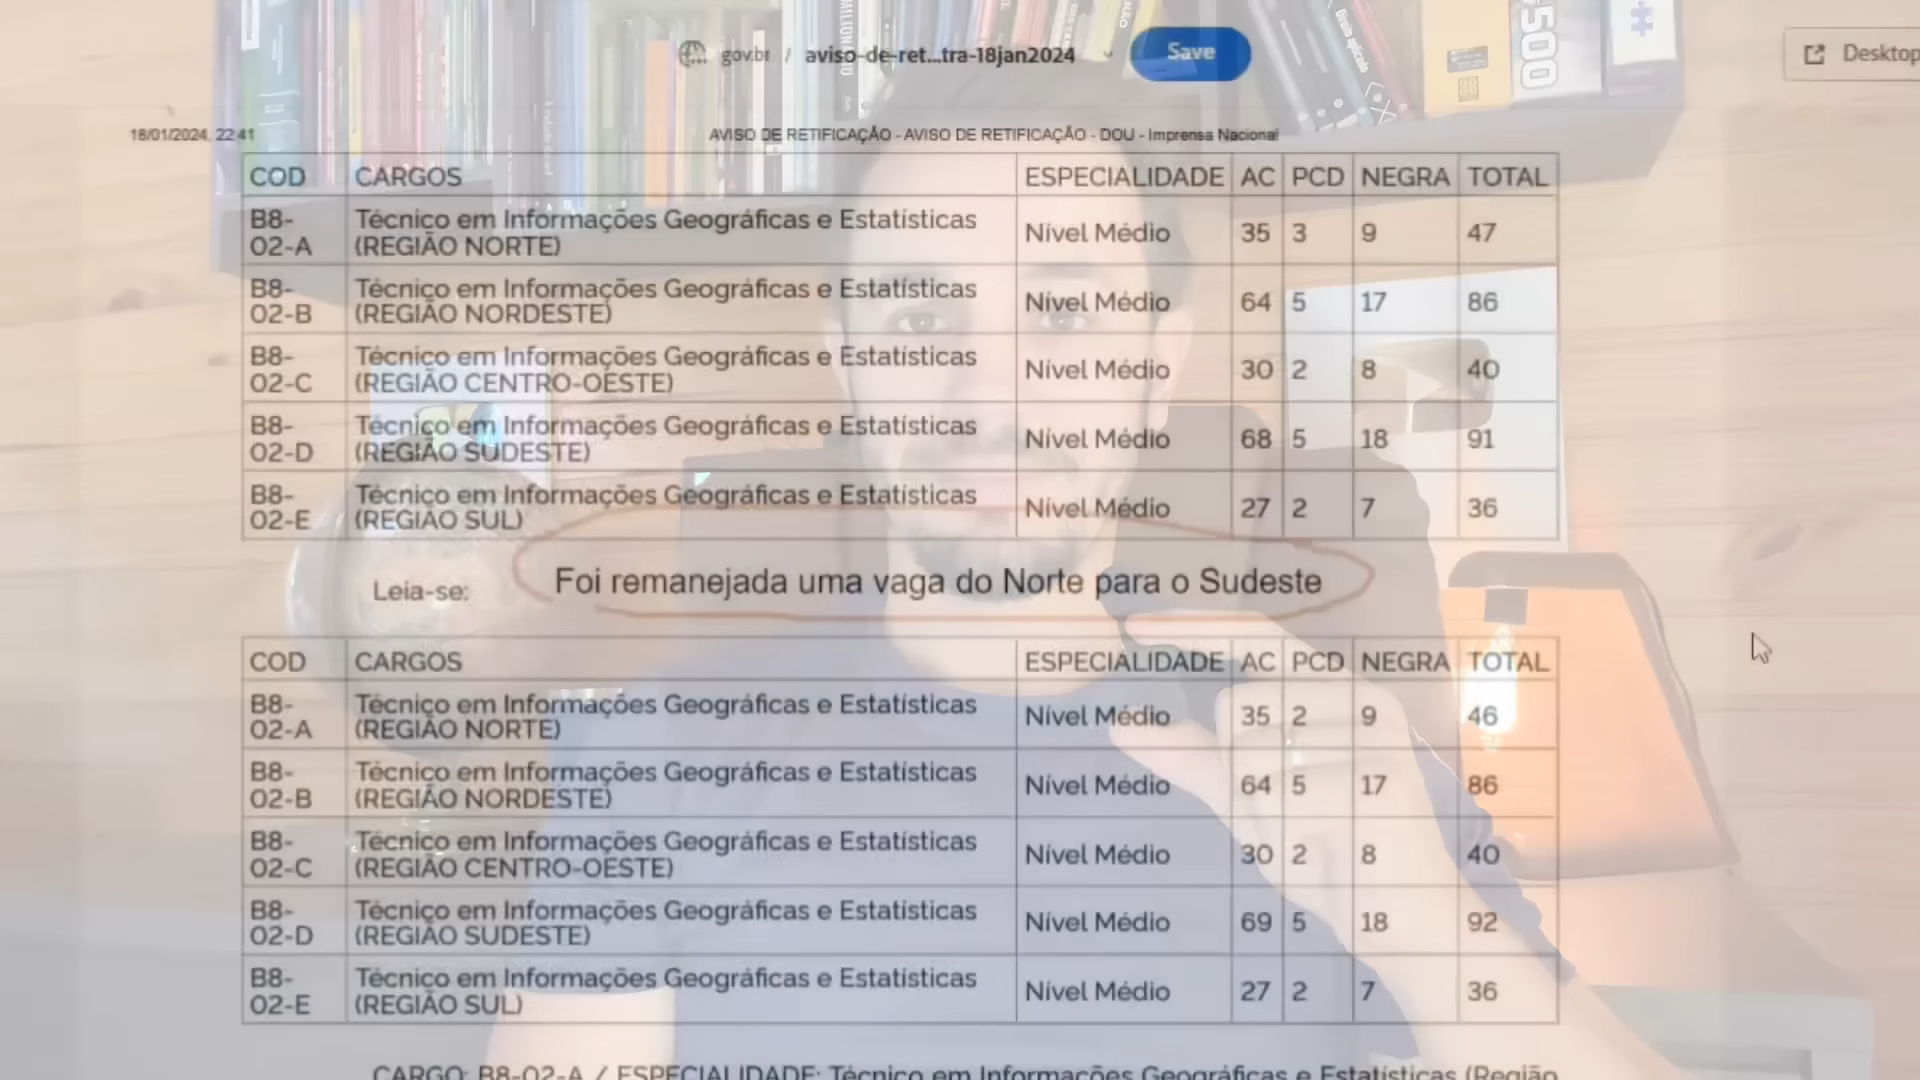 MILION
MÃO
Direito aplicado
500
gov.br / aviso-de-ret...tra-18jan2024
Save
Desktop
18/01/2024, 22:41
AVISO DE RETIFICAÇÃO - AVISO DE RETIFICAÇÃO - DOU - Imprensa Nacional
COD CARGOS ESPECIALIDADE AC PCD NEGRA TOTAL
B8-02-A Técnico em Informações Geográficas e Estatísticas (REGIÃO NORTE) Nível Médio 35 3 9 47
B8-02-B Técnico em Informações Geográficas e Estatísticas (REGIÃO NORDESTE) Nível Médio 64 5 17 86
B8-02-C Técnico em Informações Geográficas e Estatísticas (REGIÃO CENTRO-OESTE) Nível Médio 30 2 8 40
B8-02-D Técnico em Informações Geográficas e Estatísticas (REGIÃO SUDESTE) Nível Médio 68 5 18 91
B8-02-E Técnico em Informações Geográficas e Estatísticas (REGIÃO SUL) Nível Médio 27 2 7 36
Leia-se: Foi remanejada uma vaga do Norte para o Sudeste
COD CARGOS ESPECIALIDADE AC PCD NEGRA TOTAL
B8-02-A Técnico em Informações Geográficas e Estatísticas (REGIÃO NORTE) Nível Médio 35 2 9 46
B8-02-B Técnico em Informações Geográficas e Estatísticas (REGIÃO NORDESTE) Nível Médio 64 5 17 86
B8-02-C Técnico em Informações Geográficas e Estatísticas (REGIÃO CENTRO-OESTE) Nível Médio 30 2 8 40
B8-02-D Técnico em Informações Geográficas e Estatísticas (REGIÃO SUDESTE) Nível Médio 69 5 18 92
B8-02-E Técnico em Informações Geográficas e Estatísticas (REGIÃO SUL) Nível Médio 27 2 7 36
CARGO: B8-02-A / ESPECIALIDADE: Técnico em Informações Geográficas e Estatísticas (Região